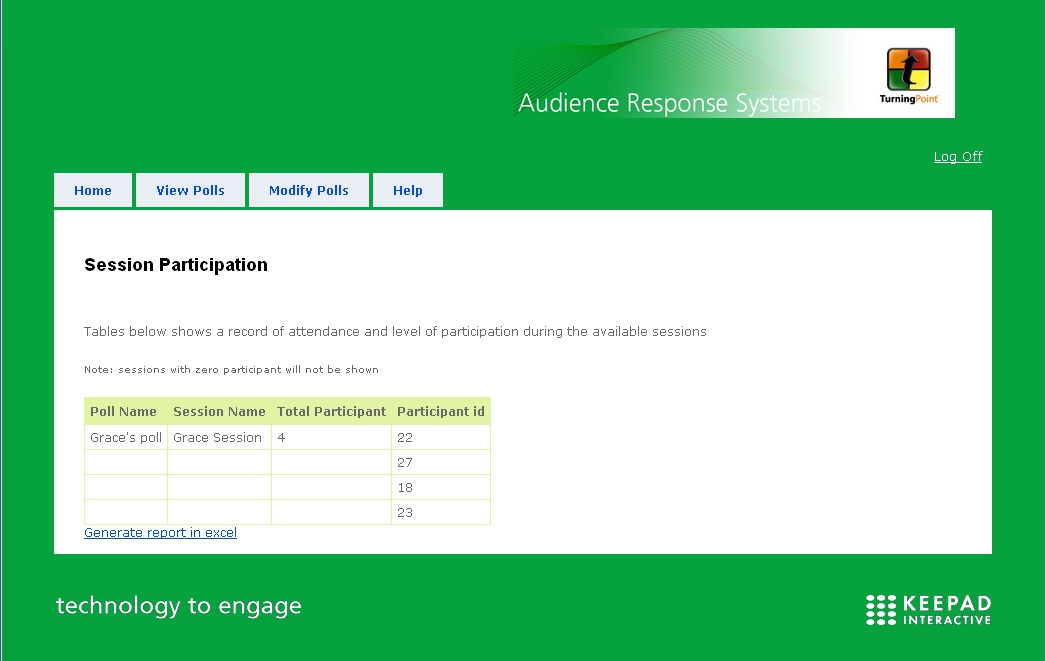 Audience Response Systems
TurningPoint
Log Off
Home View Polls Modify Polls Help
Session Participation
Tables below shows a record of attendance and level of participation during the available sessions
Note: sessions with zero participant will not be shown
Poll Name Session Name Total Participant Participant id
Grace's poll Grace Session 4 22
27
18
23
Generate report in excel
technology to engage
KEEPAD
INTERACTIVE